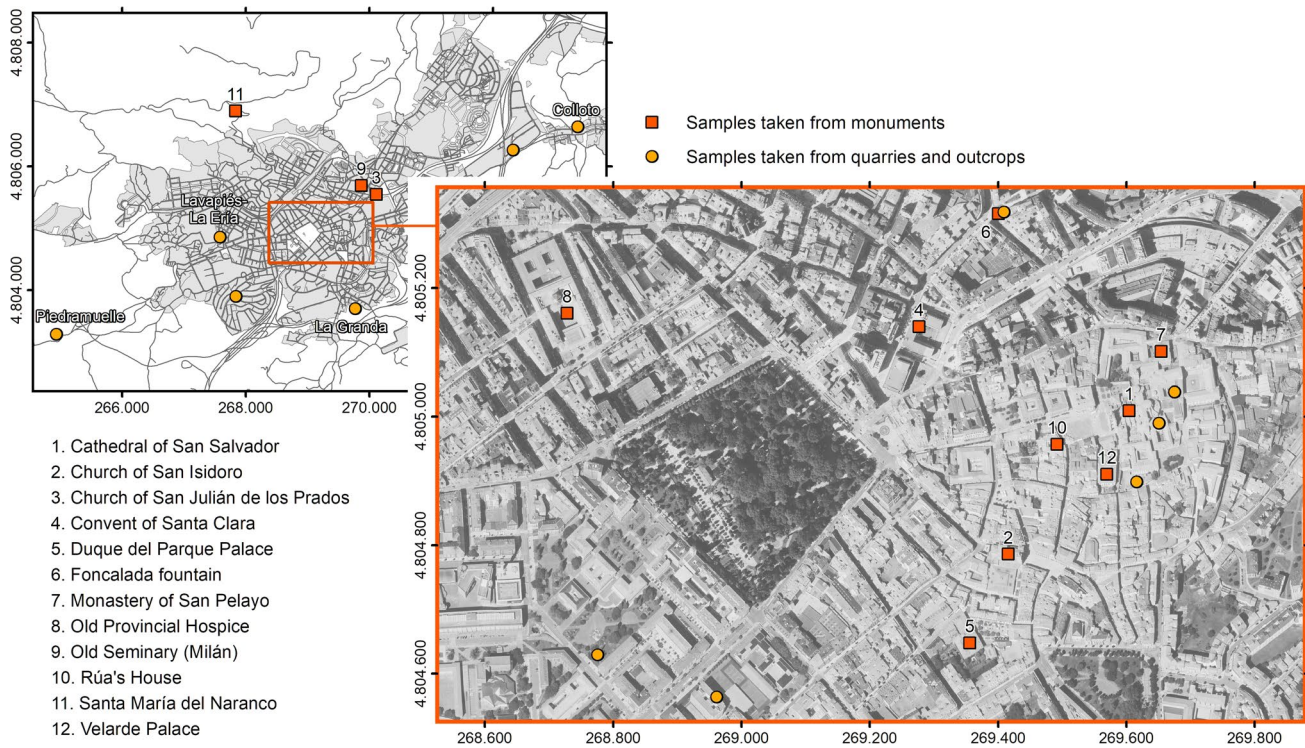 4.808.000
4.806.000
4.804.000
266.000
268.000
270.000
11
9
3
Colloto
Lavapiés-
La Ería
Piedramuelle
La Granda
Samples taken from monuments
Samples taken from quarries and outcrops
1. Cathedral of San Salvador
2. Church of San Isidoro
3. Church of San Julián de los Prados
4. Convent of Santa Clara
5. Duque del Parque Palace
6. Foncalada fountain
7. Monastery of San Pelayo
8. Old Provincial Hospice
9. Old Seminary (Milán)
10. Rúa's House
11. Santa María del Naranco
12. Velarde Palace
4.805.200
4.805.000
4.804.800
4.804.600
6
8
4
7
1
10
12
2
5
268.600
268.800
269.000
269.200
269.400
269.600
269.800